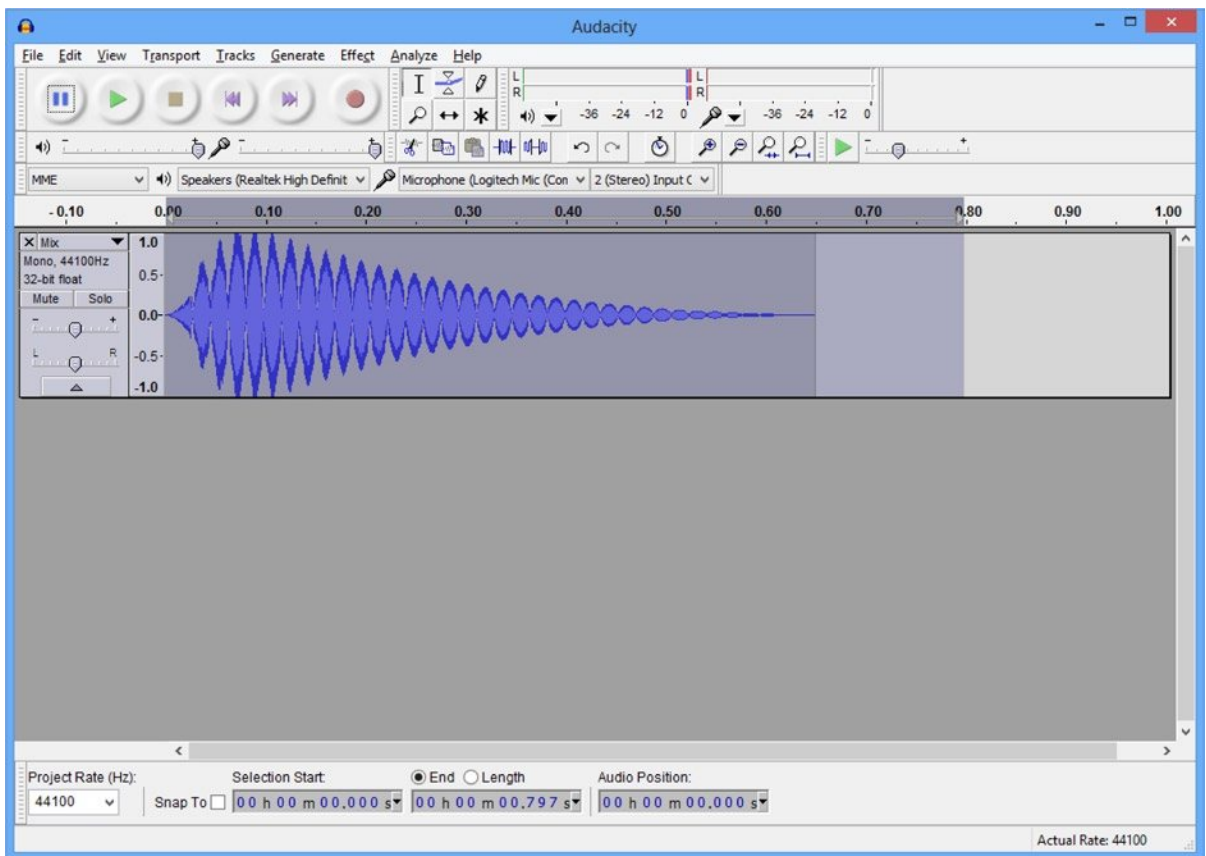 Audacity
File Edit View Transport Tracks Generate Effect Analyze Help
L L
R R
-36 -24 -12 0 -36 -24 -12 0
MME Speakers (Realtek High Definit Microphone (Logitech Mic (Con 2 (Stereo) Input C
- 0.10 0.00 0.10 0.20 0.30 0.40 0.50 0.60 0.70 0.80 0.90 1.00
X Mix 1.0
Mono, 44100Hz
32-bit float 0.5-
Mute Solo
- + 0.0-
L R -0.5-
-1.0
Project Rate (Hz): Selection Start: End Length Audio Position:
44100 Snap To 00 h 00 m 00.000 s 00 h 00 m 00.797 s 00 h 00 m 00.000 s
Actual Rate: 44100